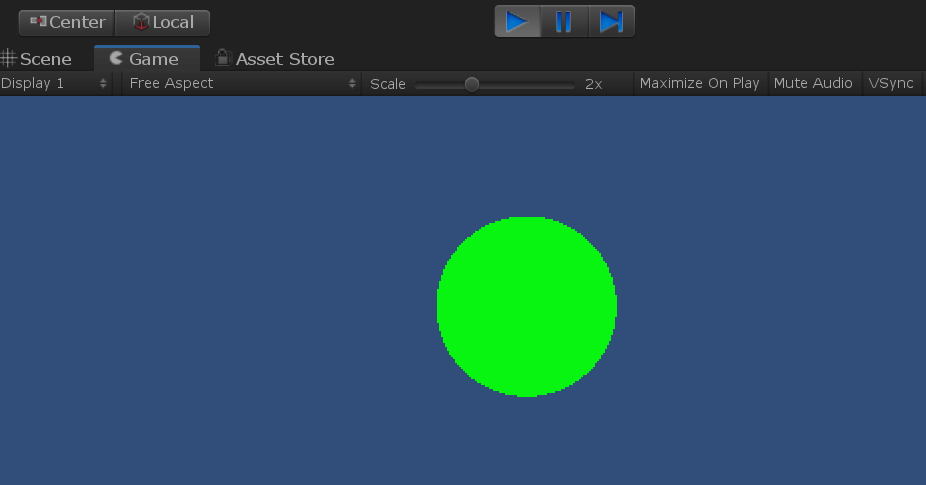 Center Local
Scene Game Asset Store
Display 1 Free Aspect Scale 2x Maximize On Play Mute Audio VSync